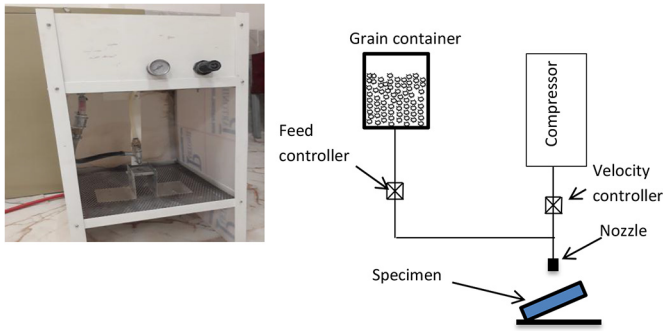 Grain container
Compressor
Feed
controller
Velocity
controller
Nozzle
Specimen